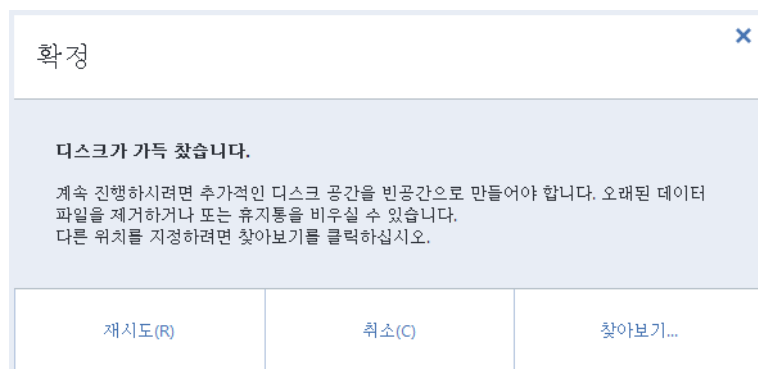 확정
디스크가 가득 찼습니다.
계속 진행하시려면 추가적인 디스크 공간을 빈공간으로 만들어야 합니다. 오래된 데이터
파일을 제거하거나 또는 휴지통을 비우실 수 있습니다.
다른 위치를 지정하려면 찾아보기를 클릭하십시오.
재시도(R)
취소(C)
찾아보기...